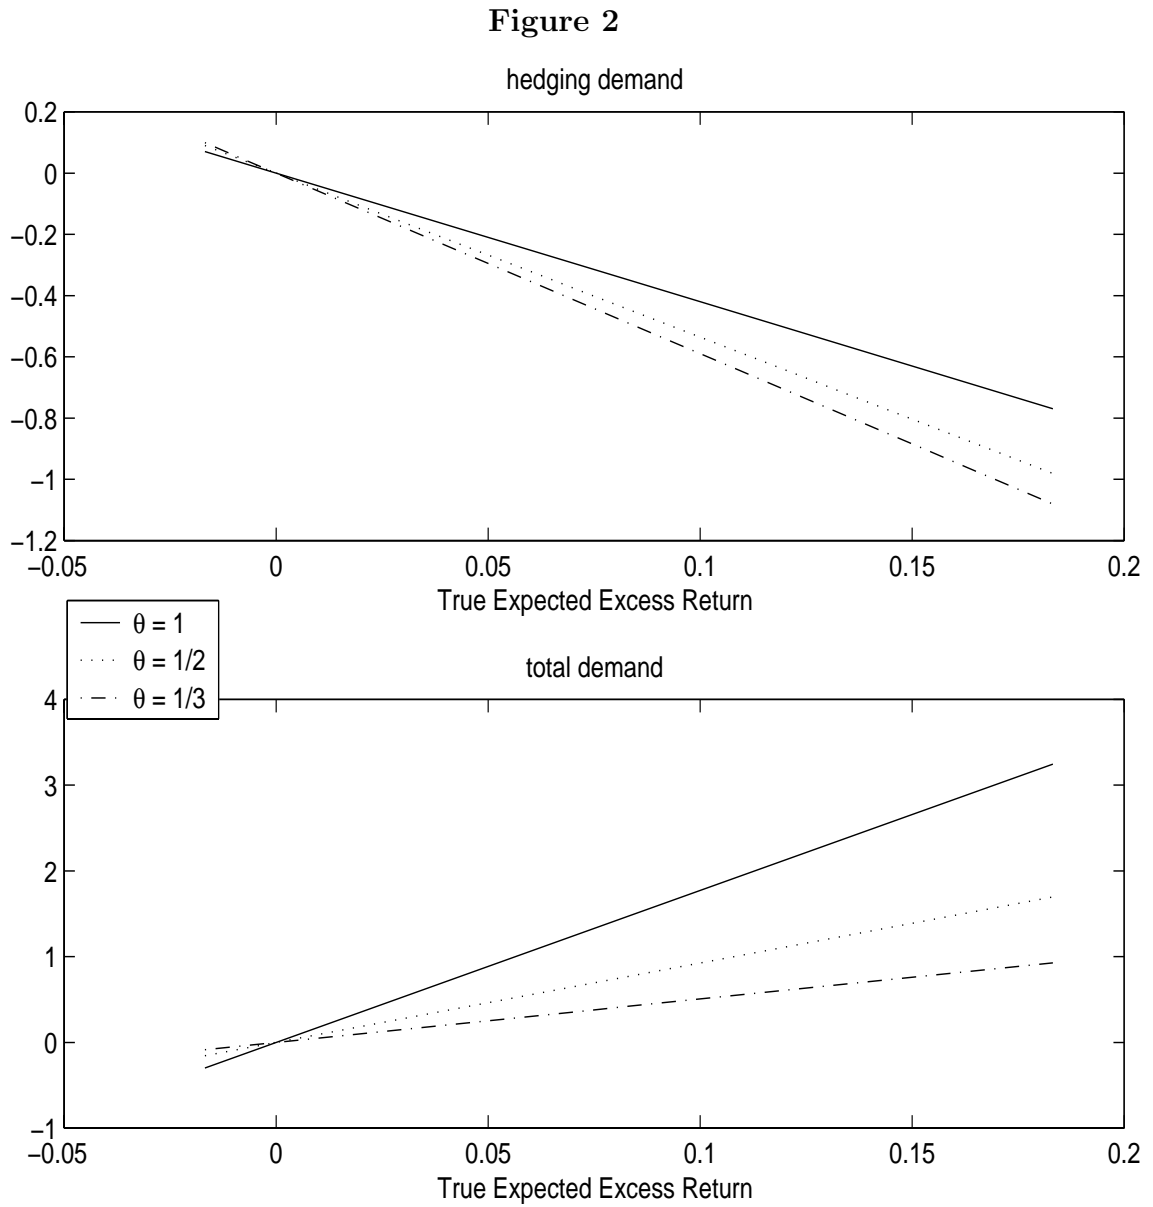 Figure 2
hedging demand
0.2
0
−0.2
−0.4
−0.6
−0.8
−1
−1.2
−0.05 0 0.05 0.1 0.15 0.2
True Expected Excess Return
θ = 1
θ = 1/2
θ = 1/3
total demand
4
3
2
1
0
−1
−0.05 0 0.05 0.1 0.15 0.2
True Expected Excess Return